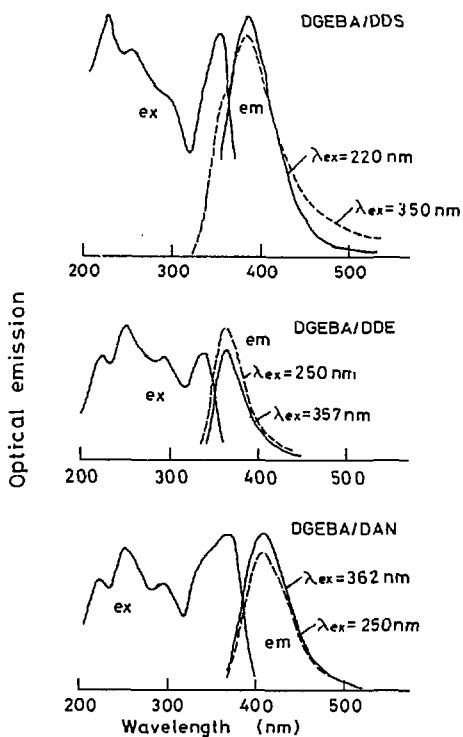 DGEBA/DDS
ex
em
λex=220 nm
λex=350 nm
200 300 400 500
DGEBA/DDE
em
ex
λex=250 nm
λex=357 nm
200 300 400 500
DGEBA/DAN
ex
λex=362 nm
λex=250nm
em
200 300 400 500
Wavelength (nm)
Optical emission